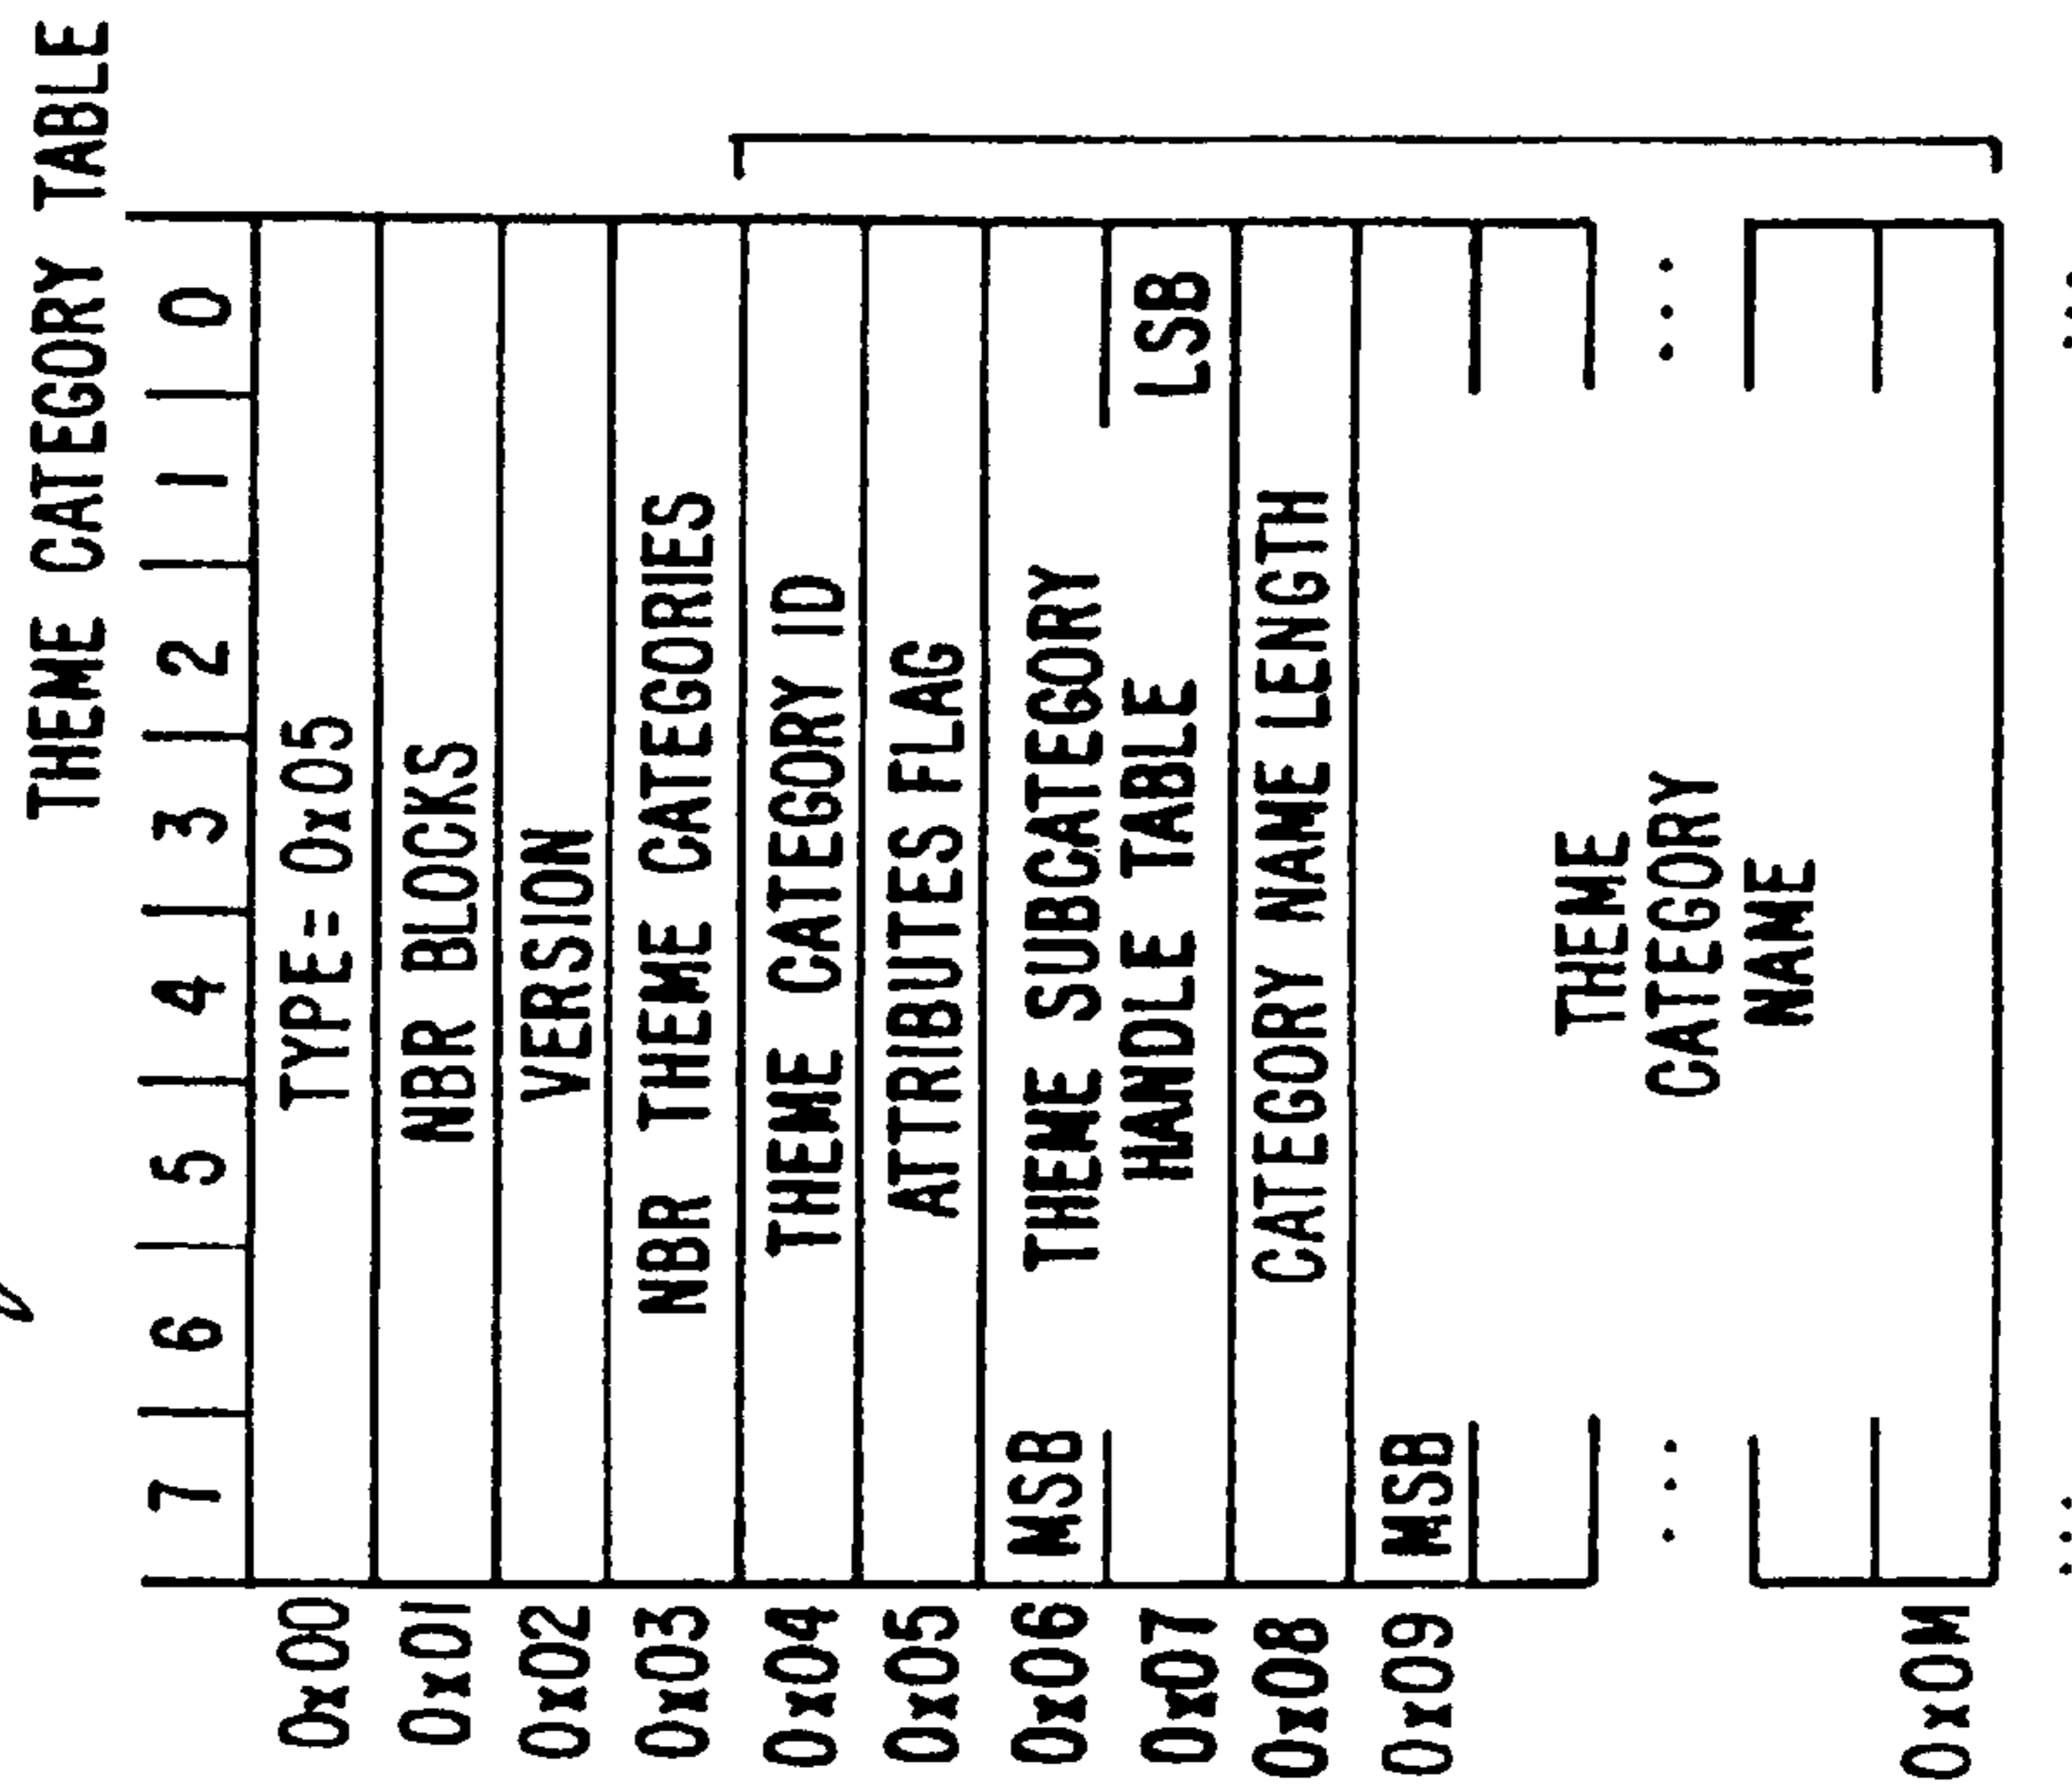 THEME CATEGORY TABLE
7 6 5 4 3 2 1 0
0x00 TYPE= 0x05
0x01 NBR BLOCKS
0x02 VERSION
0x03 NBR THEME CATEGORIES
0x04 THEME CATEGORY ID
0x05 ATTRIBUTES FLAG
0x06 MSB THEME SUBCATEGORY
0x07 HANDLE TABLE LSB
0x08 CATEGORY NAME LENGTH
0x09 MSB
THEME
CATEGORY
NAME
0x0M